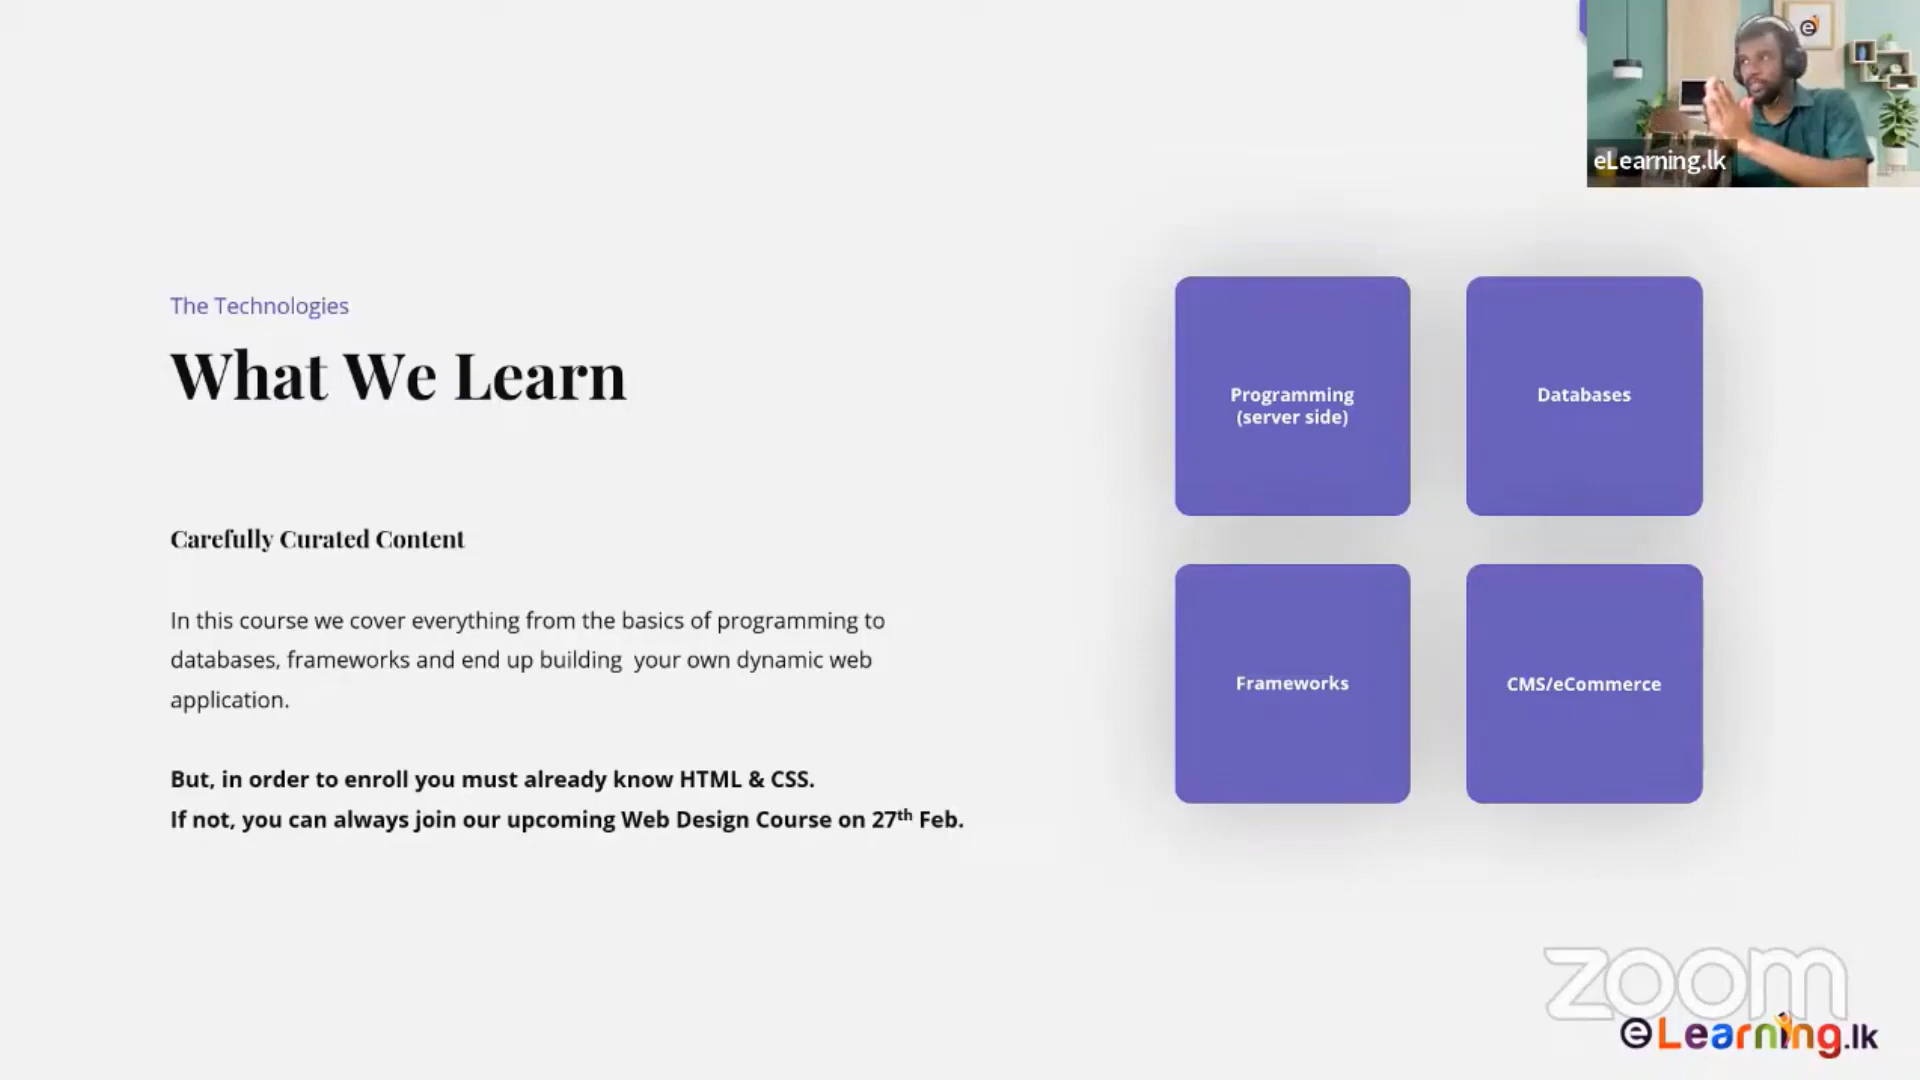 eLearning.lk
The Technologies
What We Learn
Carefully Curated Content
In this course we cover everything from the basics of programming to
databases, frameworks and end up building your own dynamic web
application.
But, in order to enroll you must already know HTML & CSS.
If not, you can always join our upcoming Web Design Course on 27th Feb.
Programming
(server side)
Databases
Frameworks
CMS/eCommerce
zoom
eLearning.lk